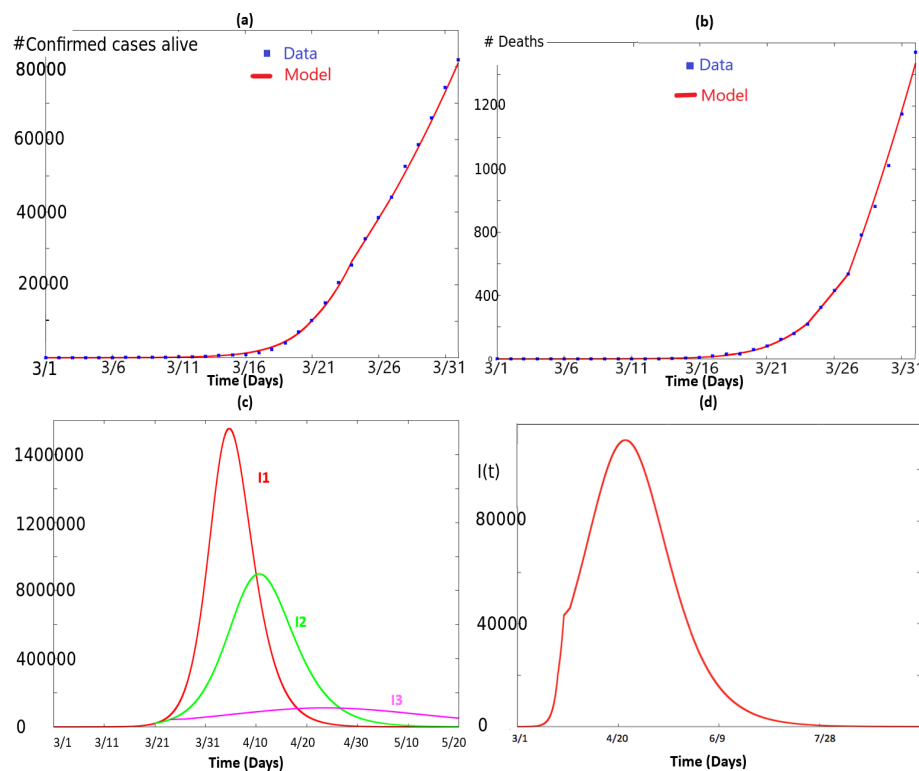 (a)
#Confirmed cases alive
Data
Model
80000
60000
40000
20000
0
3/1
3/6
3/11
3/16
3/21
3/26
3/31
Time (Days)
(b)
# Deaths
Data
Model
1200
1000
800
600
400
200
0
3/1
3/6
3/11
3/16
3/21
3/26
3/31
Time (Days)
(c)
I1
I2
I3
1400000
1200000
800000
400000
0
3/1
3/11
3/21
3/31
4/10
4/20
4/30
5/10
5/20
Time (Days)
(d)
I(t)
80000
40000
0
3/1
4/20
6/9
7/28
Time (Days)